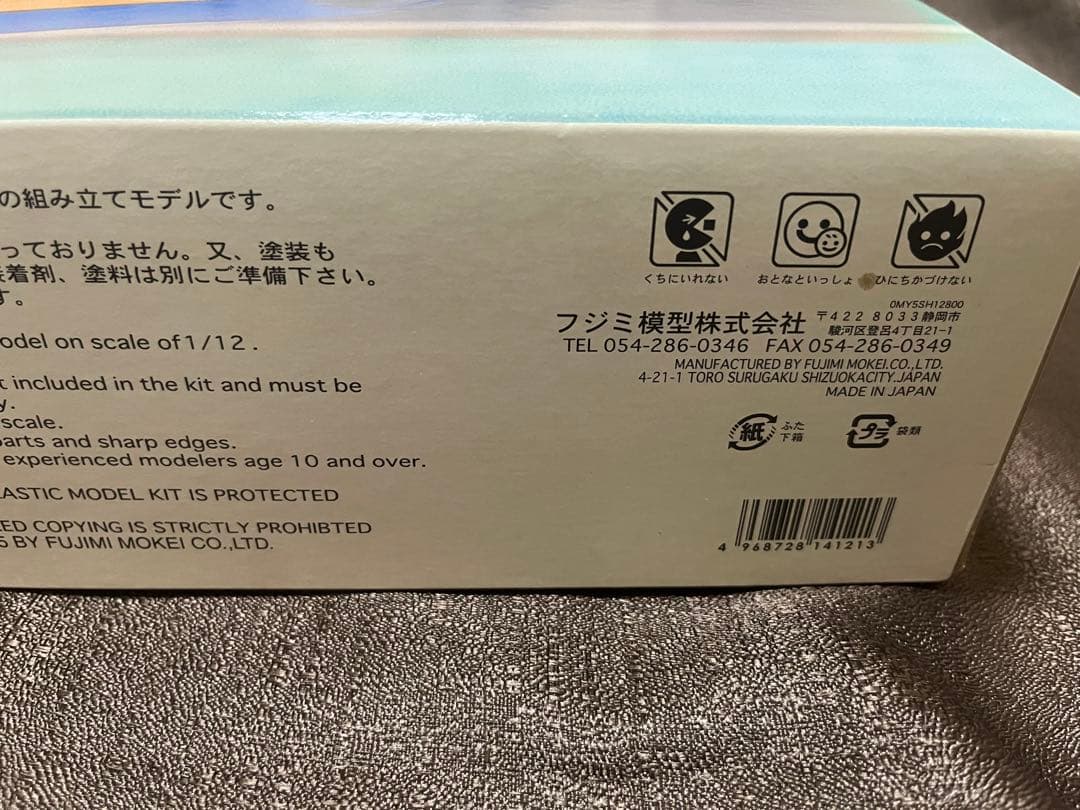 の組み立てモデルです。
っておりません。又、塗装も
着剤、塗料は別にご準備下さい。
す。
odel on scale of 1/12 .
t included in the kit and must be
y.
scale.
parts and sharp edges.
experienced modelers age 10 and over.
ASTIC MODEL KIT IS PROTECTED
ED COPYING IS STRICTLY PROHIBTED
BY FUJIMI MOKEI CO.,LTD.
くちにいれない
おとなといっしょ
ひにちかづけない
0MY5SH12800
フジミ模型株式会社
〒422 8033静岡市
駿河区登呂4丁目21-1
TEL 054-286-0346 FAX 054-286-0349
MANUFACTURED BY FUJIMI MOKEI.CO.,LTD.
4-21-1 TORO SURUGAKU SHIZUOKACITY.JAPAN
MADE IN JAPAN
紙 ふた
下箱
プラ 袋類
4 968728 141213